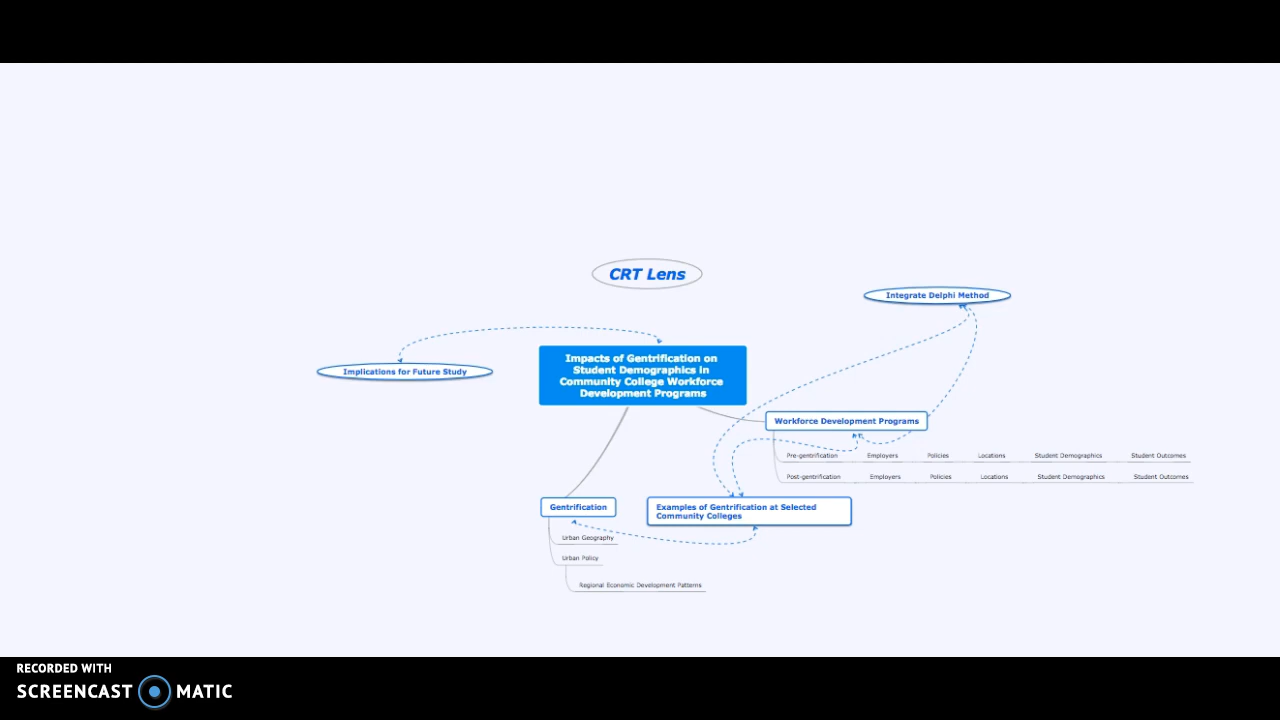 CRT Lens
Integrate Delphi Method
Implications for Future Study
Impacts of Gentrification on
Student Demographics in
Community College Workforce
Development Programs
Workforce Development Programs
Pre-gentrification Employers Policies Locations Student Demographics Student Outcomes
Post-gentrification Employers Policies Locations Student Demographics Student Outcomes
Gentrification
Examples of Gentrification at Selected
Community Colleges
Urban Geography
Urban Policy
Regional Economic Development Patterns
RECORDED WITH
SCREENCAST MATIC